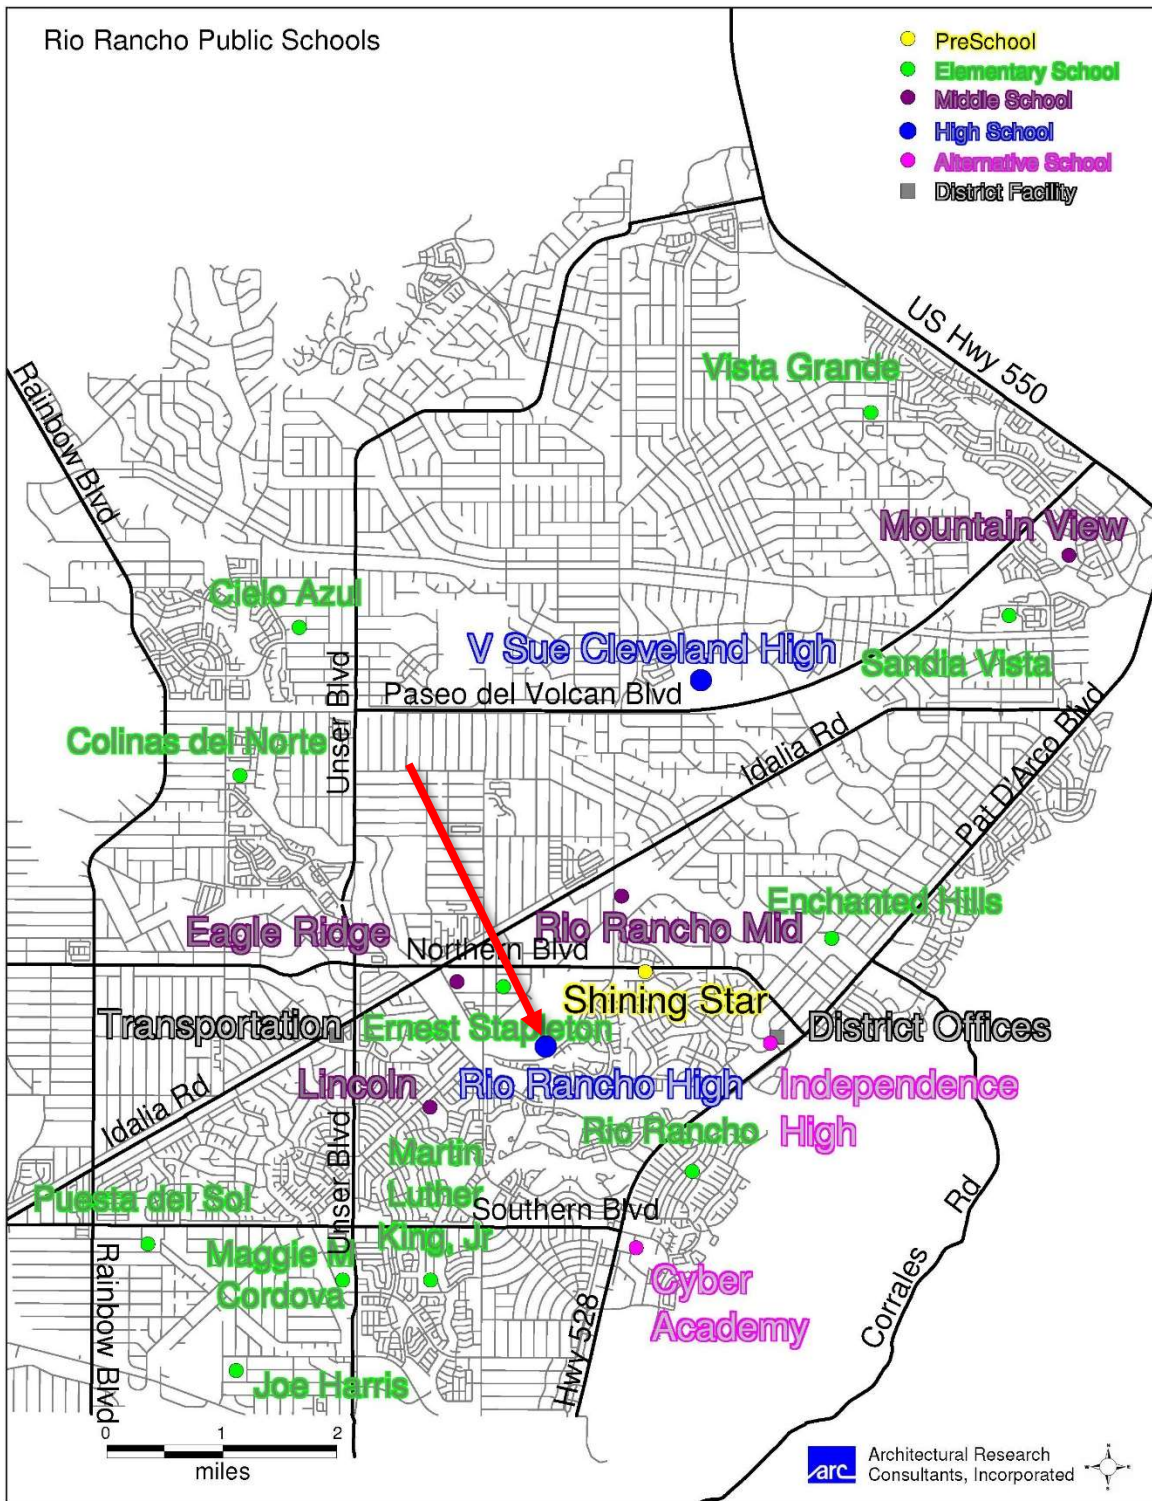 Rio Rancho Public Schools
PreSchool
Elementary School
Middle School
High School
Alternative School
District Facility
US Hwy 550
Vista Grande
Rainbow Blvd
Mountain View
Cielo Azul
V Sue Cleveland High
Sandia Vista
Unser Blvd
Paseo del Volcan Blvd
Colinas del Norte
Idalia Rd
Pat D'Arco Blvd
Enchanted Hills
Eagle Ridge
Rio Rancho Mid
Northern Blvd
Shining Star
Transportation
Ernest Stapleton
District Offices
Lincoln
Rio Rancho High
Independence
High
Idalia Rd
Unser Blvd
Rio Rancho
Martin
Luther
King, Jr
Puesta del Sol
Southern Blvd
Corrales Rd
Rainbow Blvd
Maggie M
Cordova
Cyber
Academy
Hwy 528
Joe Harris
0 1 2
miles
arc
Architectural Research
Consultants, Incorporated